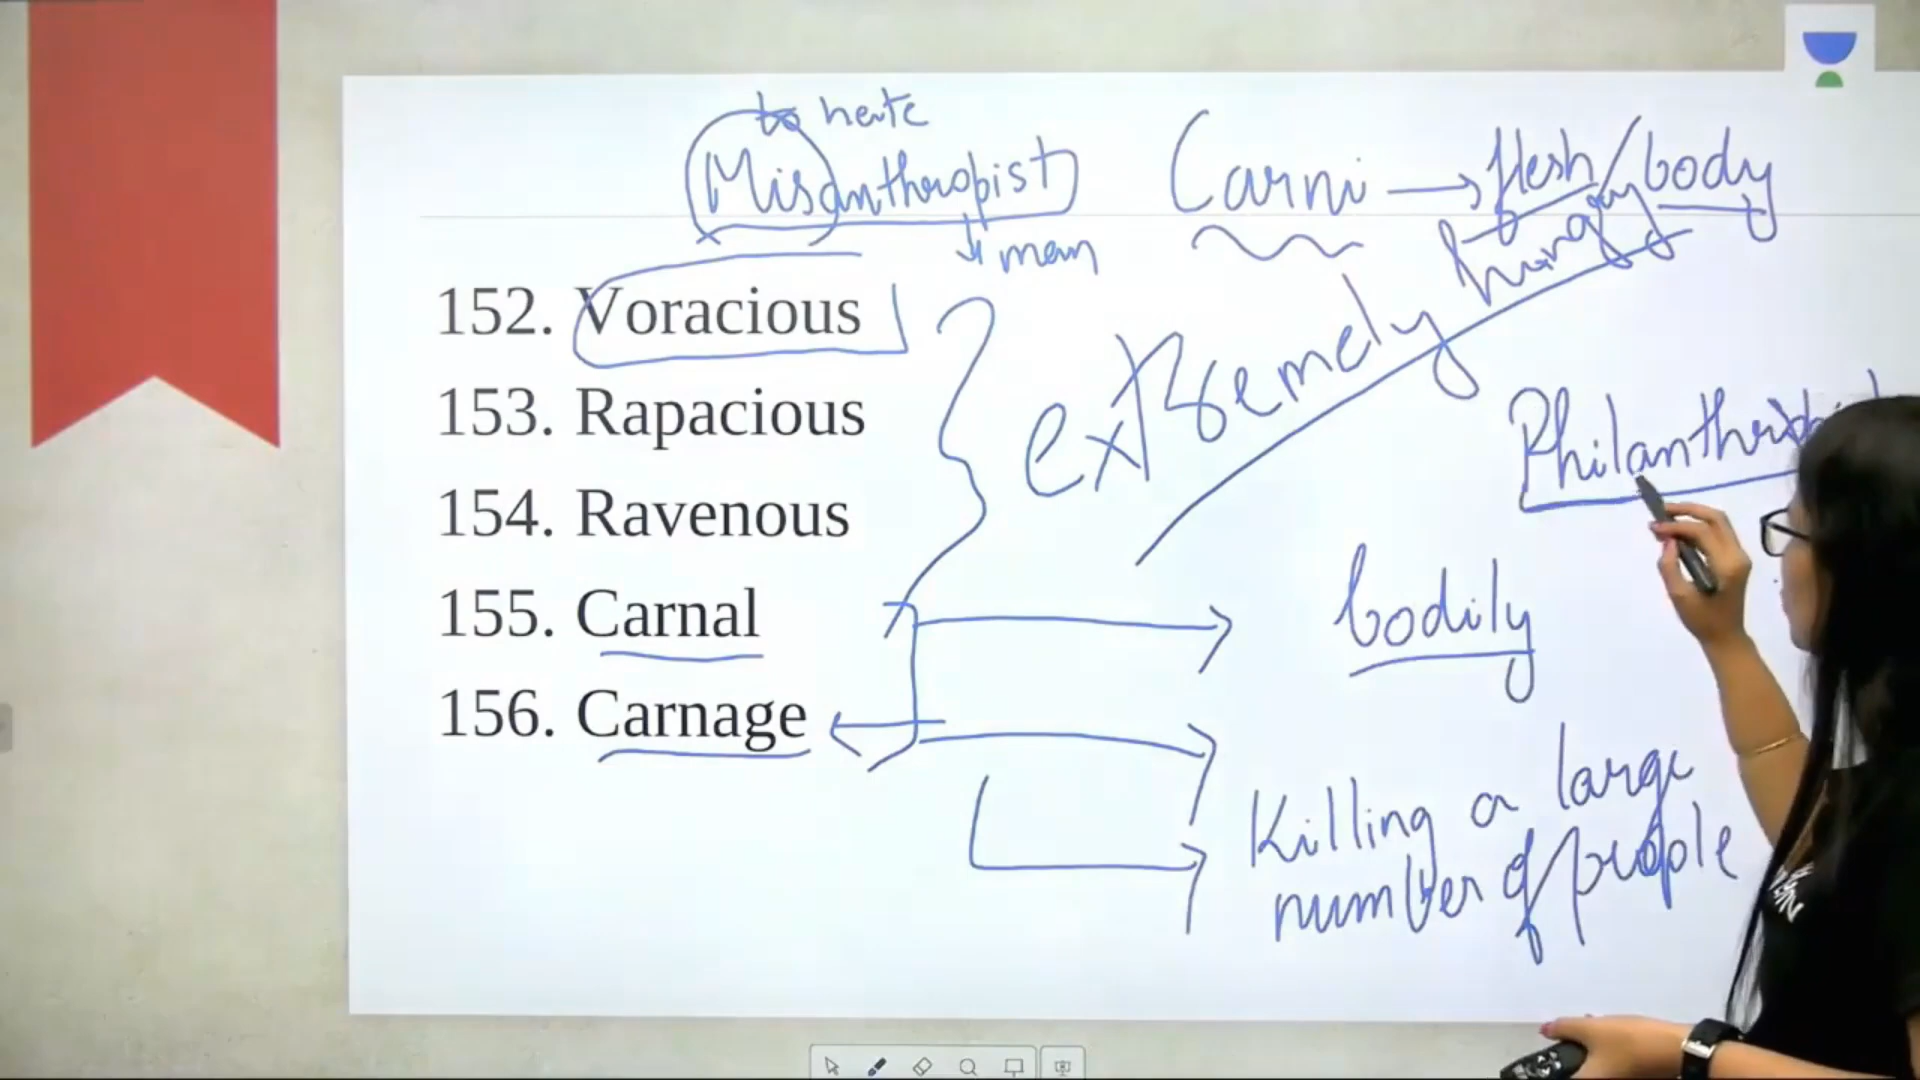 to hate
Misanthropist
man
Carni → flesh/body
extremely hungry
152. Voracious
153. Rapacious
154. Ravenous
155. Carnal
156. Carnage
bodily
Killing a large
number of people